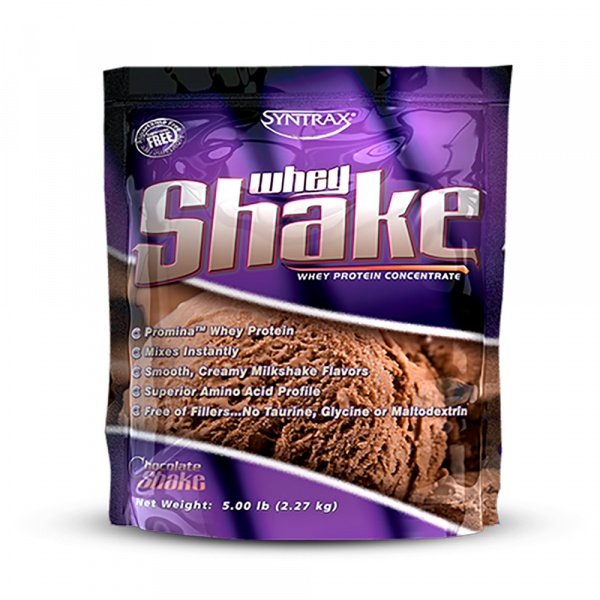 SYNTRAX®
FREE
whey
Shake
WHEY PROTEIN CONCENTRATE
Promina™ Whey Protein
Mixes Instantly
Smooth, Creamy Milkshake Flavors
Superior Amino Acid Profile
Free of Fillers...No Taurine, Glycine or Maltodextrin
Chocolate
Shake
Net Weight: 5.00 lb (2.27 kg)